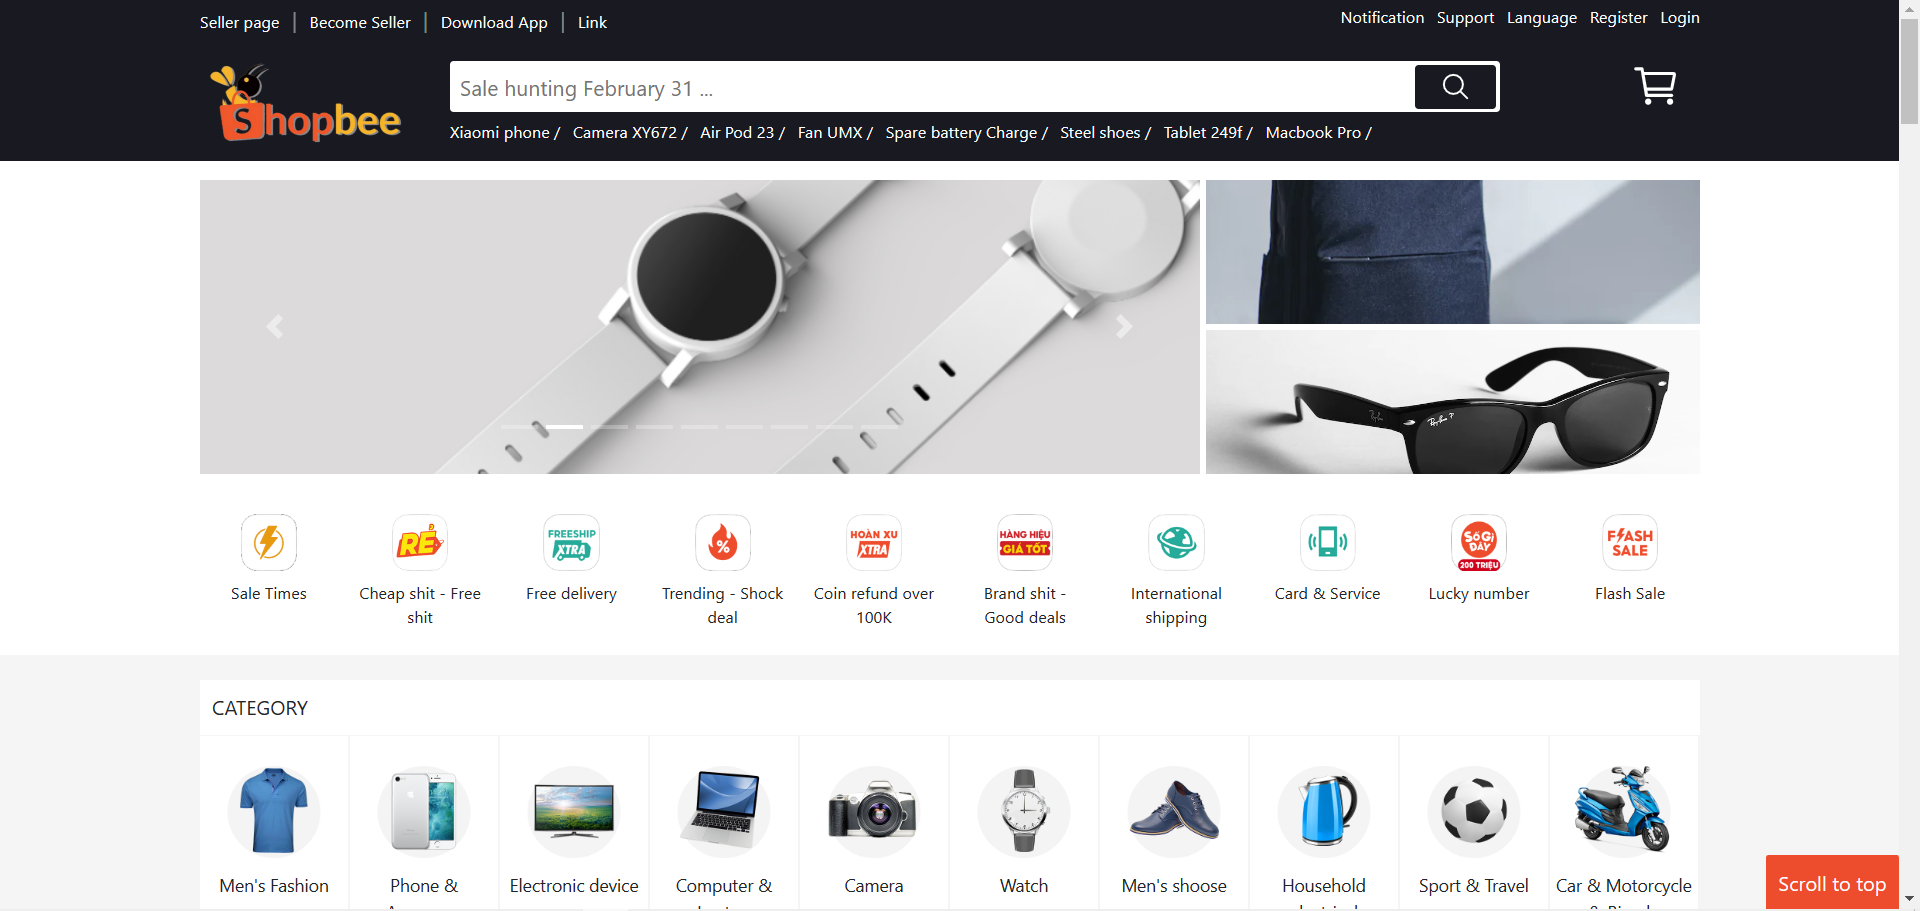 Seller page | Become Seller | Download App | Link
Notification Support Language Register Login
Shopbee
Sale hunting February 31 ...
Xiaomi phone / Camera XY672 / Air Pod 23 / Fan UMX / Spare battery Charge / Steel shoes / Tablet 249f / Macbook Pro /
Ray-Ban P
Sale Times
RẺ
Đ
Cheap shit - Free
shit
FREESHIP
XTRA
Free delivery
%
Trending - Shock
deal
HOÀN XU
XTRA
Coin refund over
100K
HÀNG HIỆU
GIÁ TỐT
Brand shit -
Good deals
International
shipping
Card & Service
SỐ GÌ
ĐÂY
200 TRIỆU
Lucky number
FLASH
SALE
Flash Sale
CATEGORY
Men's Fashion
Phone &
Electronic device
Computer &
Camera
Watch
Men's shoose
Household
Sport & Travel
Car & Motorcycle
Scroll to top